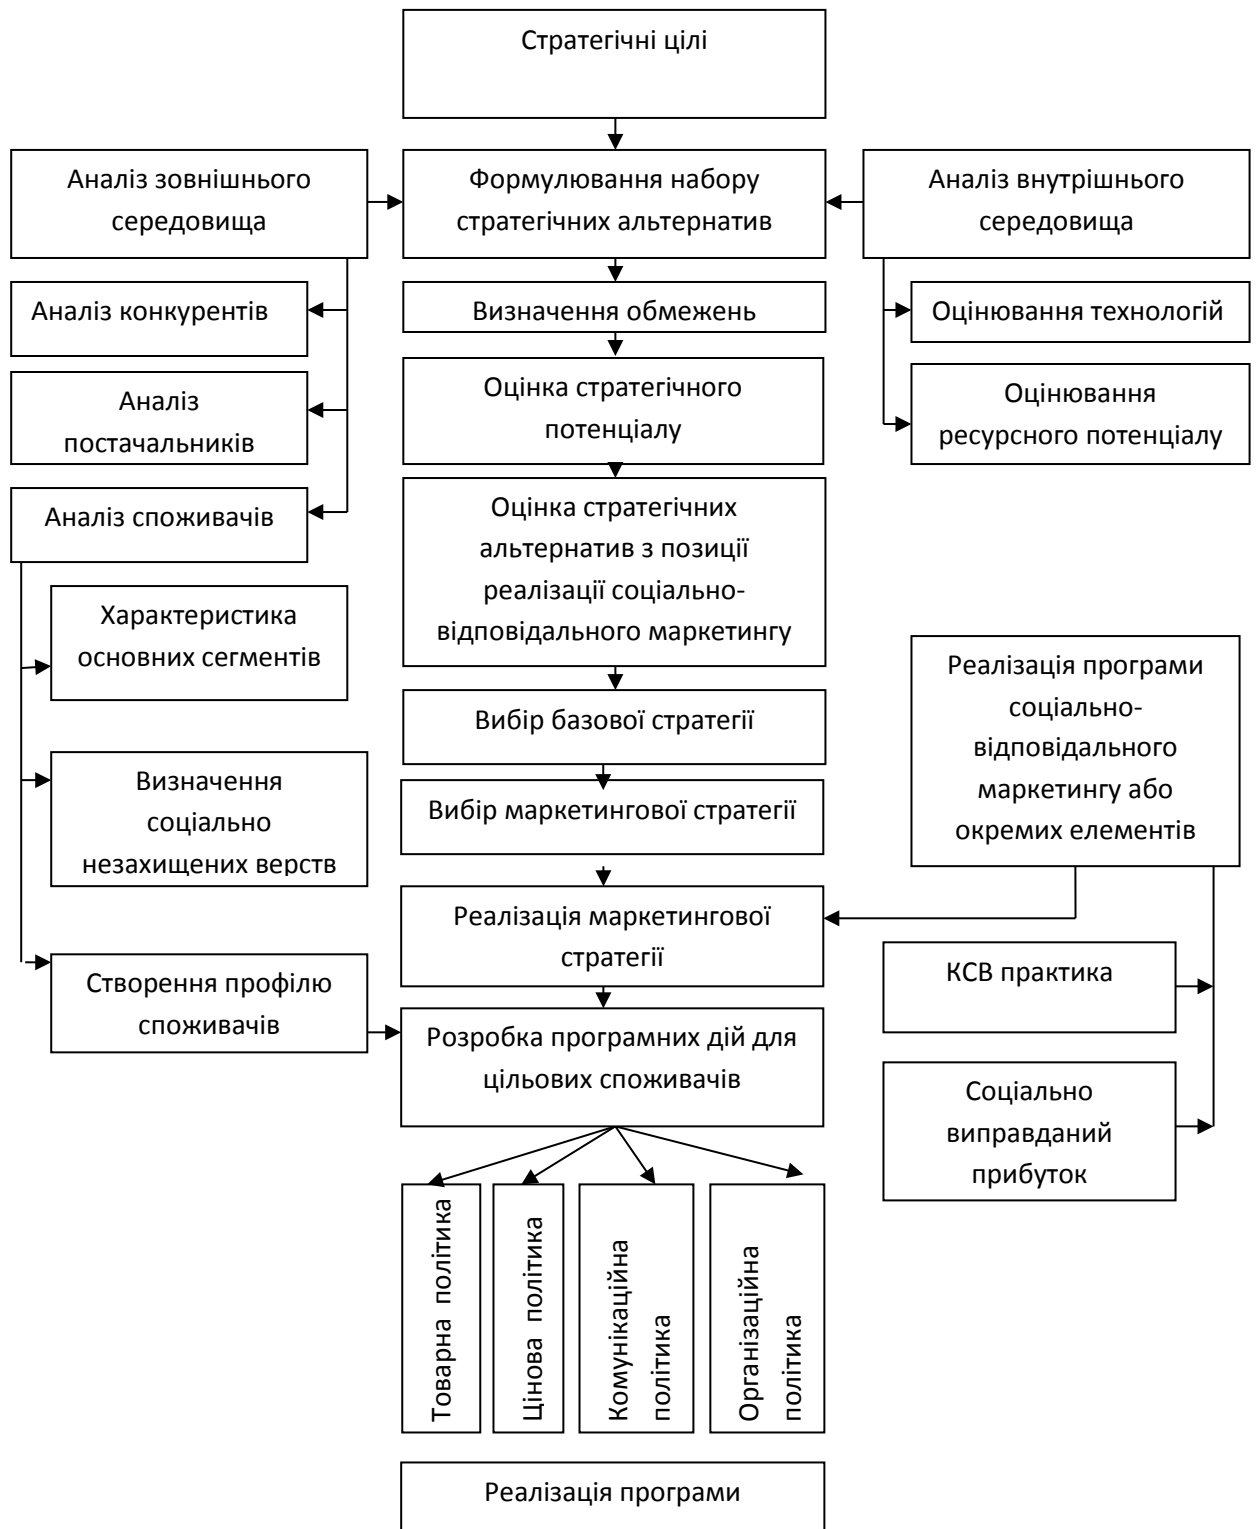 Стратегічні цілі
Аналіз зовнішнього
середовища
Формулювання набору
стратегічних альтернатив
Аналіз внутрішнього
середовища
Аналіз конкурентів
Визначення обмежень
Оцінювання технологій
Аналіз
постачальників
Оцінка стратегічного
потенціалу
Оцінювання
ресурсного потенціалу
Аналіз споживачів
Оцінка стратегічних
альтернатив з позиції
реалізації соціально-
відповідального маркетингу
Характеристика
основних сегментів
Реалізація програми
соціально-
відповідального
маркетингу або
окремих елементів
Вибір базової стратегії
Визначення
соціально
незахищених верств
Вибір маркетингової стратегії
Реалізація маркетингової
стратегії
КСВ практика
Створення профілю
споживачів
Розробка програмних дій для
цільових споживачів
Соціально
виправданий
прибуток
Товарна політика
Цінова політика
Комунікаційна
політика
Організаційна
політика
Реалізація програми